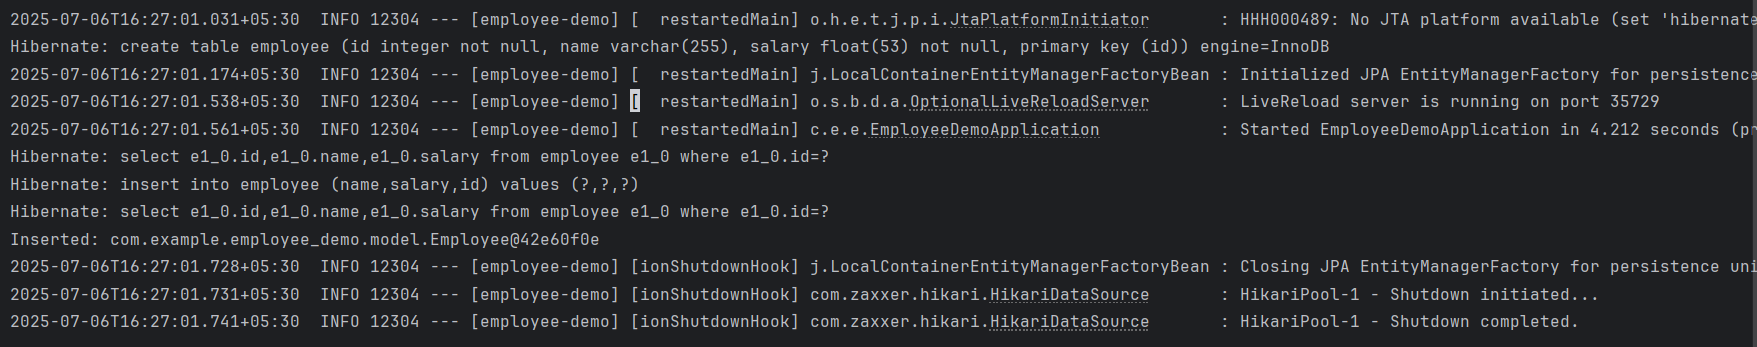 2025-07-06T16:27:01.031+05:30  INFO 12304 --- [employee-demo] [  restartedMain] o.h.e.t.j.p.i.JtaPlatformInitiator       : HHH000489: No JTA platform available (set 'hibernate
Hibernate: create table employee (id integer not null, name varchar(255), salary float(53) not null, primary key (id)) engine=InnoDB
2025-07-06T16:27:01.174+05:30  INFO 12304 --- [employee-demo] [  restartedMain] j.LocalContainerEntityManagerFactoryBean : Initialized JPA EntityManagerFactory for persistence
2025-07-06T16:27:01.538+05:30  INFO 12304 --- [employee-demo] [  restartedMain] o.s.b.d.a.OptionalLiveReloadServer       : LiveReload server is running on port 35729
2025-07-06T16:27:01.561+05:30  INFO 12304 --- [employee-demo] [  restartedMain] c.e.e.EmployeeDemoApplication            : Started EmployeeDemoApplication in 4.212 seconds (pr
Hibernate: select e1_0.id,e1_0.name,e1_0.salary from employee e1_0 where e1_0.id=?
Hibernate: insert into employee (name,salary,id) values (?,?,?)
Hibernate: select e1_0.id,e1_0.name,e1_0.salary from employee e1_0 where e1_0.id=?
Inserted: com.example.employee_demo.model.Employee@42e60f0e
2025-07-06T16:27:01.728+05:30  INFO 12304 --- [employee-demo] [ionShutdownHook] j.LocalContainerEntityManagerFactoryBean : Closing JPA EntityManagerFactory for persistence uni
2025-07-06T16:27:01.731+05:30  INFO 12304 --- [employee-demo] [ionShutdownHook] com.zaxxer.hikari.HikariDataSource       : HikariPool-1 - Shutdown initiated...
2025-07-06T16:27:01.741+05:30  INFO 12304 --- [employee-demo] [ionShutdownHook] com.zaxxer.hikari.HikariDataSource       : HikariPool-1 - Shutdown completed.